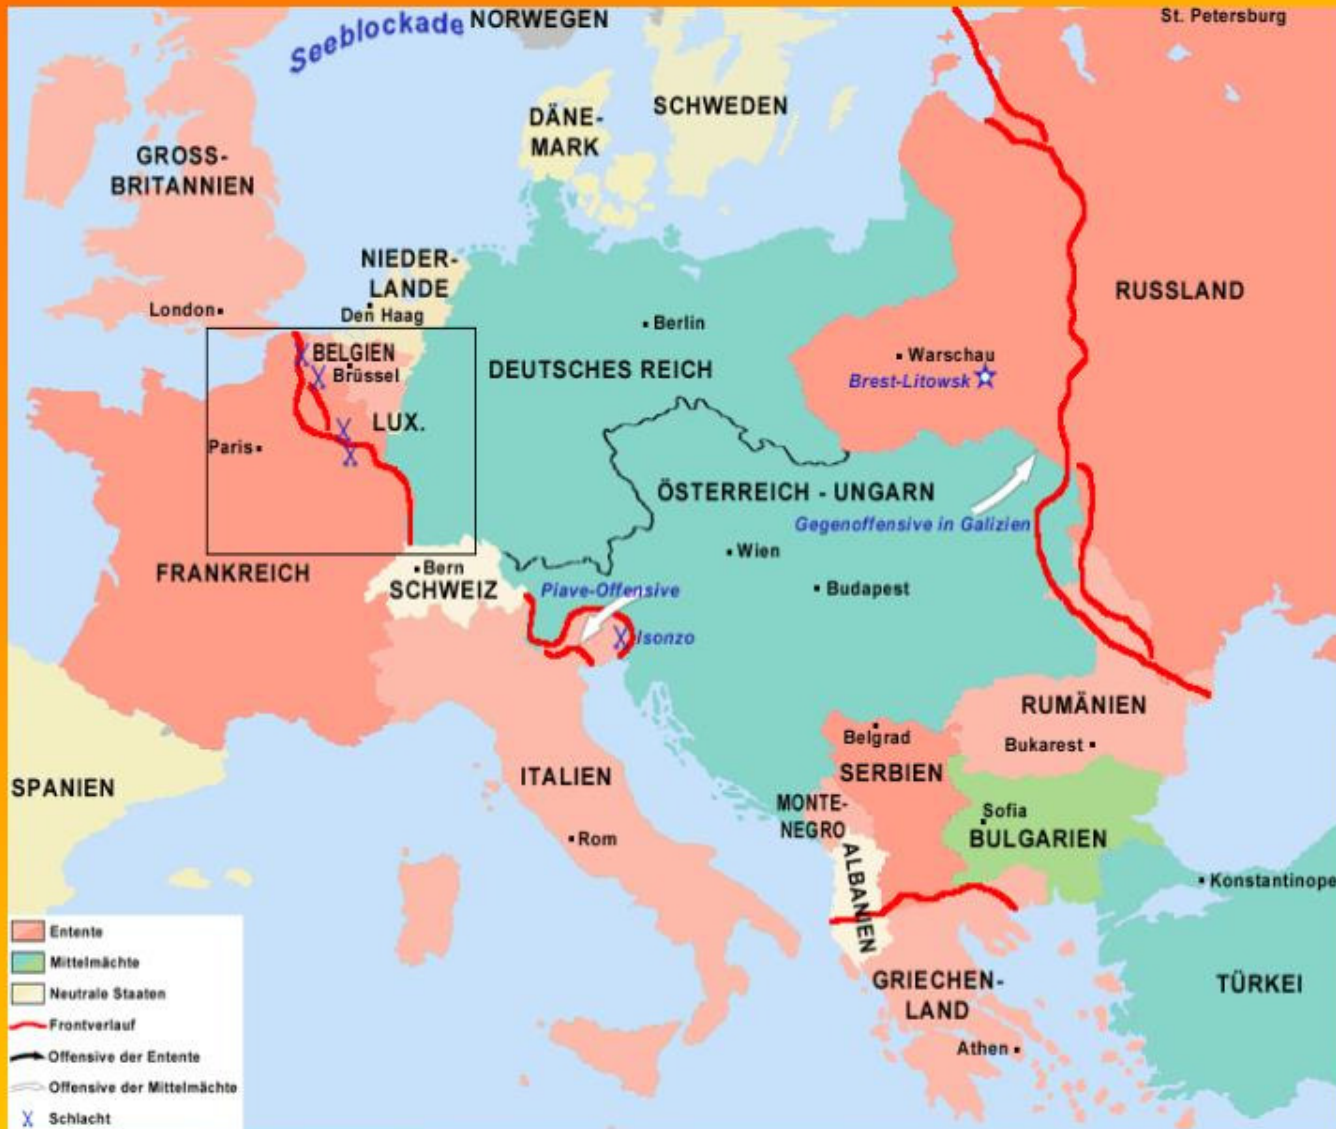 Seeblockade
NORWEGEN
St. Petersburg
DÄNE-
MARK
SCHWEDEN
GROSS-
BRITANNIEN
NIEDER-
LANDE
Den Haag
London
RUSSLAND
Berlin
BELGIEN
Brüssel
DEUTSCHES REICH
Warschau
Brest-Litowsk
LUX.
Paris
ÖSTERREICH - UNGARN
Gegenoffensive in Galizien
Wien
Budapest
FRANKREICH
Bern
SCHWEIZ
Piave-Offensive
Isonzo
RUMÄNIEN
Bukarest
Belgrad
SERBIEN
ITALIEN
SPANIEN
MONTE-
NEGRO
Sofia
BULGARIEN
Rom
ALBANIEN
Konstantinope
GRIECHEN-
LAND
TÜRKEI
Athen
Entente
Mittelmächte
Neutrale Staaten
Frontverlauf
Offensive der Entente
Offensive der Mittelmächte
Schlacht